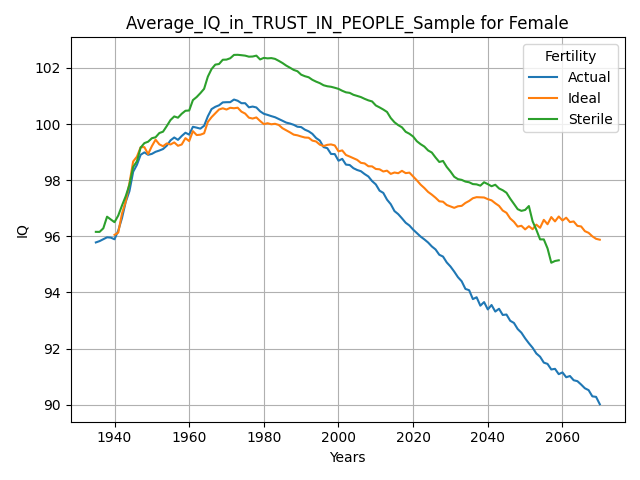 Average_IQ_in_TRUST_IN_PEOPLE_Sample for Female
Fertility
Actual
Ideal
Sterile
102
100
98
96
94
92
90
IQ
1940 1960 1980 2000 2020 2040 2060
Years